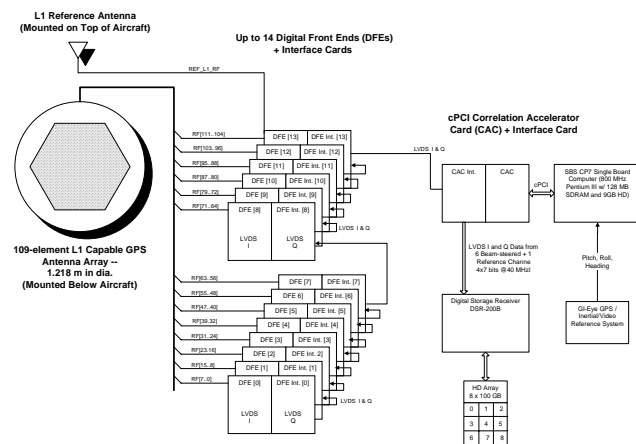 L1 Reference Antenna
(Mounted on Top of Aircraft)
Up to 14 Digital Front Ends (DFEs)
+ Interface Cards
REF_L1_RF
RF[111..104]
DFE [13]
DFE Int. [13]
RF[103..96]
DFE [12]
DFE Int. [12]
RF[95..88]
DFE [11]
DFE Int. [11]
RF[87..80]
DFE [10]
DFE Int. [10]
RF[79..72]
DFE [9]
DFE Int. [9]
RF[71..64]
DFE [8]
DFE Int. [8]
LVDS
I
LVDS
Q
LVDS I & Q
LVDS I & Q
109-element L1 Capable GPS
Antenna Array --
1.218 m in dia.
(Mounted Below Aircraft)
RF[63..56]
DFE [7]
DFE Int. [7]
RF[55..48]
DFE 6]
DFE Int. [6]
RF[47..40]
DFE [5]
DFE Int. [5]
RF[39.32]
DFE [4]
DFE Int. [4]
RF[31..24]
DFE [3]
DFE Int. [3]
RF[23.16]
DFE [2]
DFE Int. 2]
RF[15...8]
DFE [1]
DFE Int. [1]
RF[7..0]
DFE [0]
DFE Int. [0]
LVDS
I
LVDS
Q
LVDS I & Q
cPCI Correlation Accelerator
Card (CAC) + Interface Card
CAC Int.
CAC
cPCI
SBS CP7 Single Board
Computer (800 MHz
Pentium III w/ 128 MB
SDRAM and 9GB HD)
LVDS I and Q Data from
6 Beam-steered + 1
Reference Channe
4x7 bits @40 MHzl
Pitch, Roll,
Heading
Digital Storage Receiver
DSR-200B
GI-Eye GPS /
Inertial/Video
Reference System
HD Array
8 x 100 GB
0 1 2
3 4 5
6 7 8